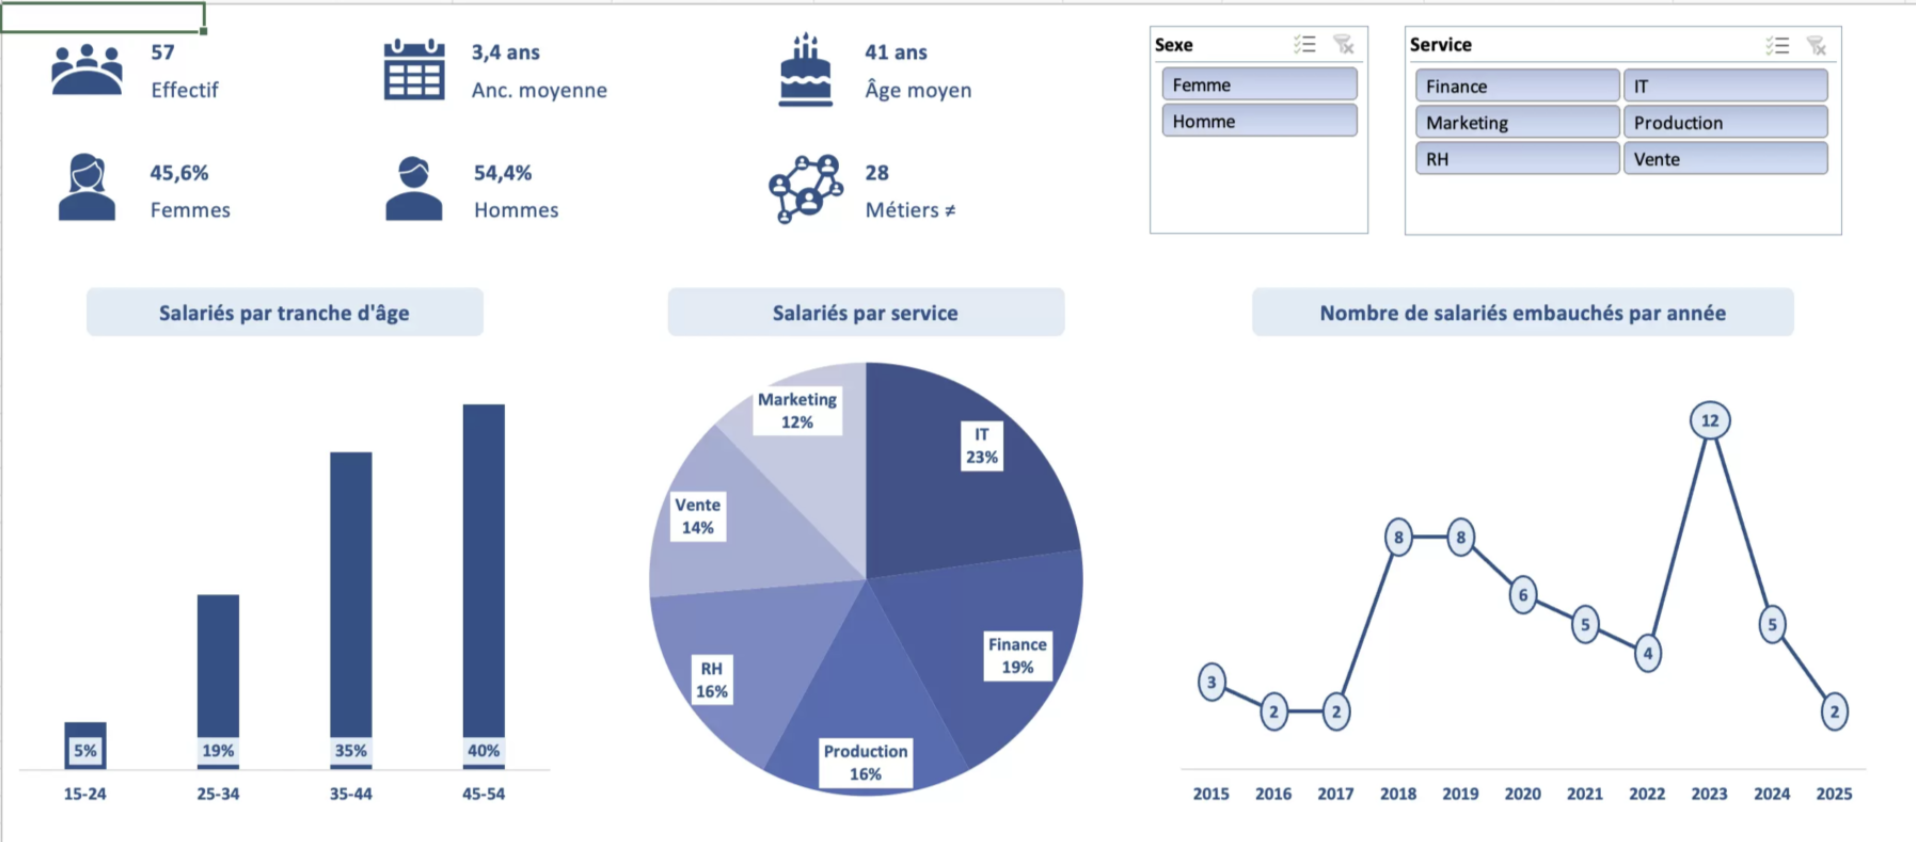 57
Effectif
3,4 ans
Anc. moyenne
41 ans
Âge moyen
45,6%
Femmes
54,4%
Hommes
28
Métiers ≠
Sexe
Femme
Homme
Service
Finance
IT
Marketing
Production
RH
Vente
Salariés par tranche d'âge
5%
19%
35%
40%
15-24
25-34
35-44
45-54
Salariés par service
Marketing
12%
IT
23%
Vente
14%
Finance
19%
RH
16%
Production
16%
Nombre de salariés embauchés par année
3
2
2
8
8
6
5
4
12
5
2
2015
2016
2017
2018
2019
2020
2021
2022
2023
2024
2025